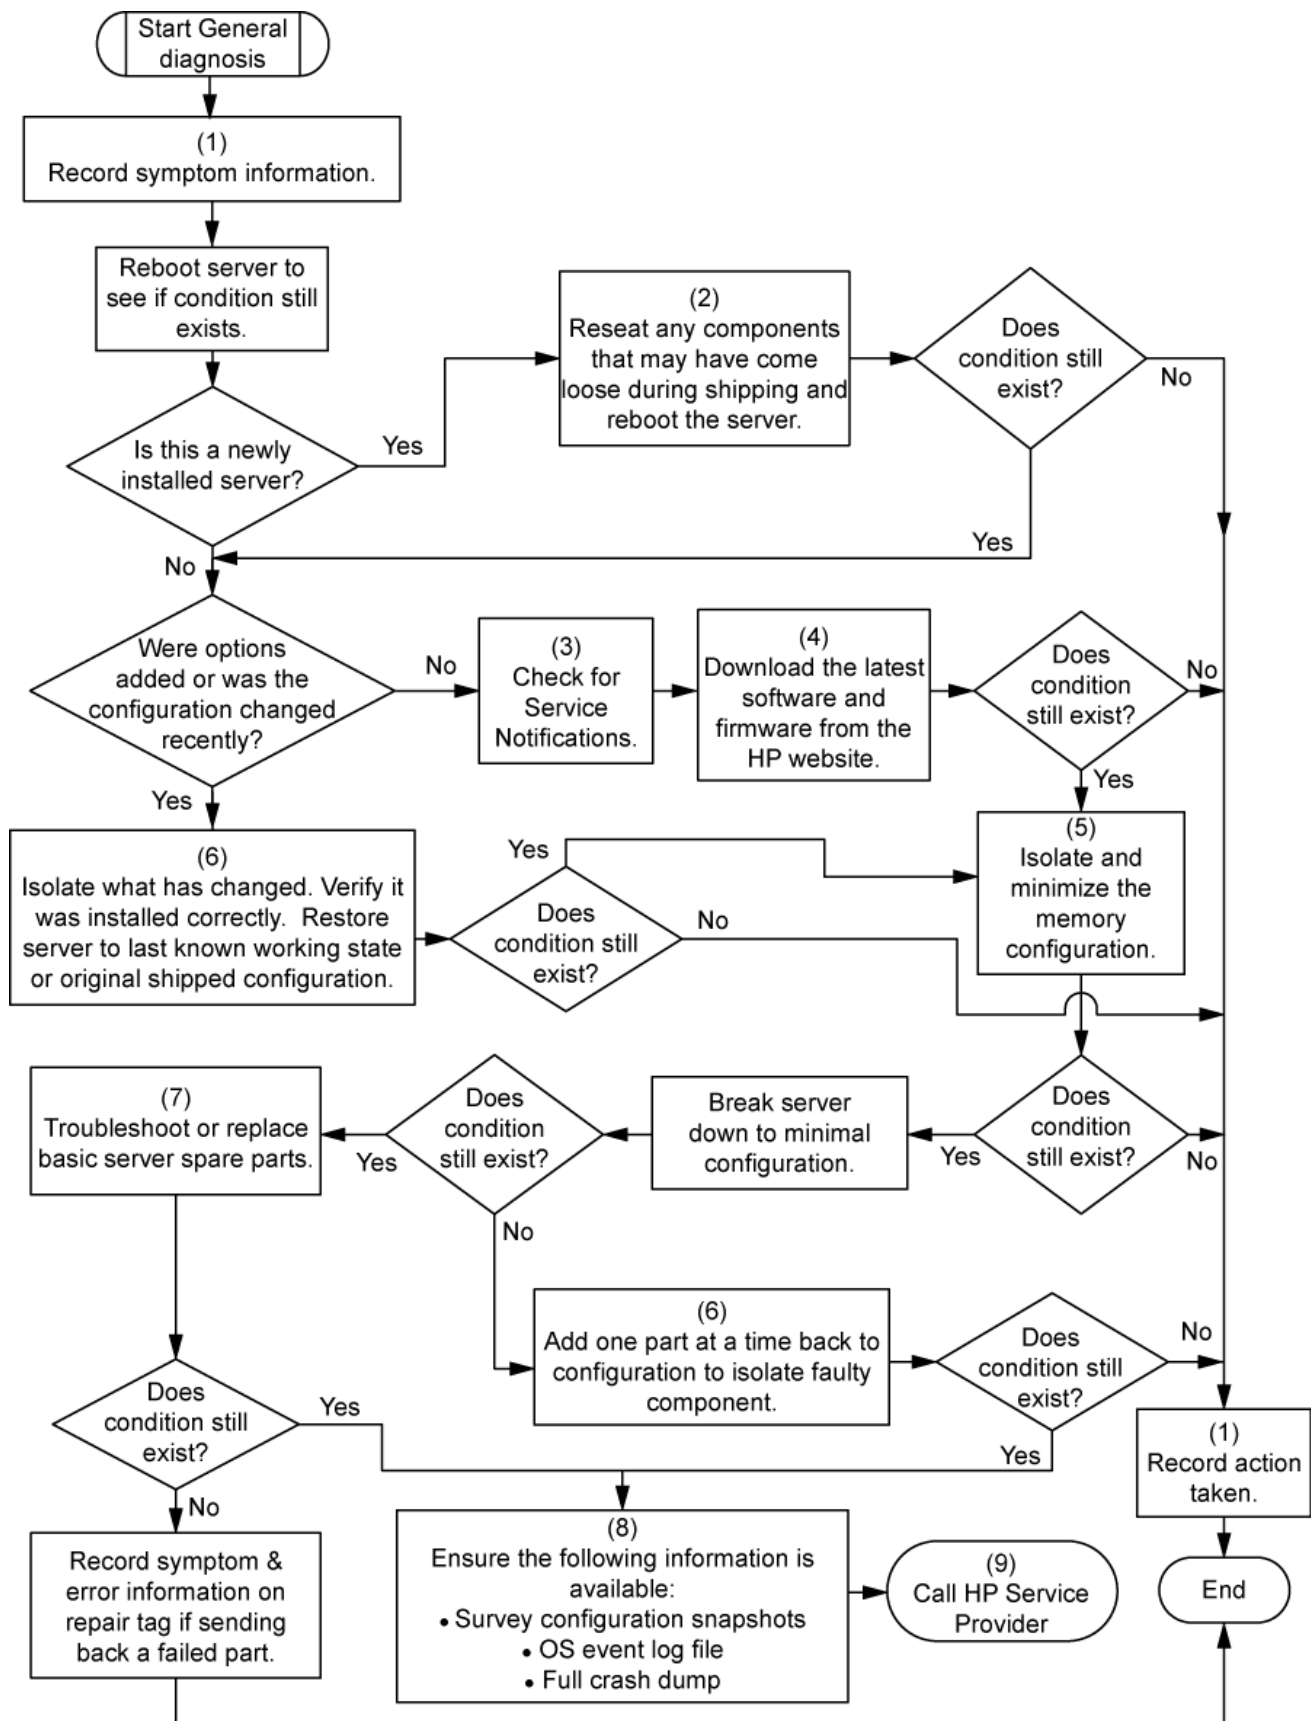 Start General
diagnosis
(1)
Record symptom information.
Reboot server to
see if condition still
exists.
Is this a newly
installed server?
Yes
(2)
Reseat any components
that may have come
loose during shipping and
reboot the server.
Does
condition still
exist?
No
Yes
No
Were options
added or was the
configuration changed
recently?
No
(3)
Check for
Service
Notifications.
(4)
Download the latest
software and
firmware from the
HP website.
Does
condition
still exist?
No
Yes
Yes
(6)
Isolate what has changed. Verify it
was installed correctly. Restore
server to last known working state
or original shipped configuration.
Does
condition still
exist?
Yes
No
(5)
Isolate and
minimize the
memory
configuration.
Does
condition
still exist?
No
Yes
Break server
down to minimal
configuration.
Does
condition
still exist?
Yes
No
(7)
Troubleshoot or replace
basic server spare parts.
(6)
Add one part at a time back to
configuration to isolate faulty
component.
Does
condition still
exist?
No
Yes
Does
condition still
exist?
Yes
No
(1)
Record action
taken.
Record symptom &
error information on
repair tag if sending
back a failed part.
(8)
Ensure the following information is
available:
• Survey configuration snapshots
• OS event log file
• Full crash dump
(9)
Call HP Service
Provider
End